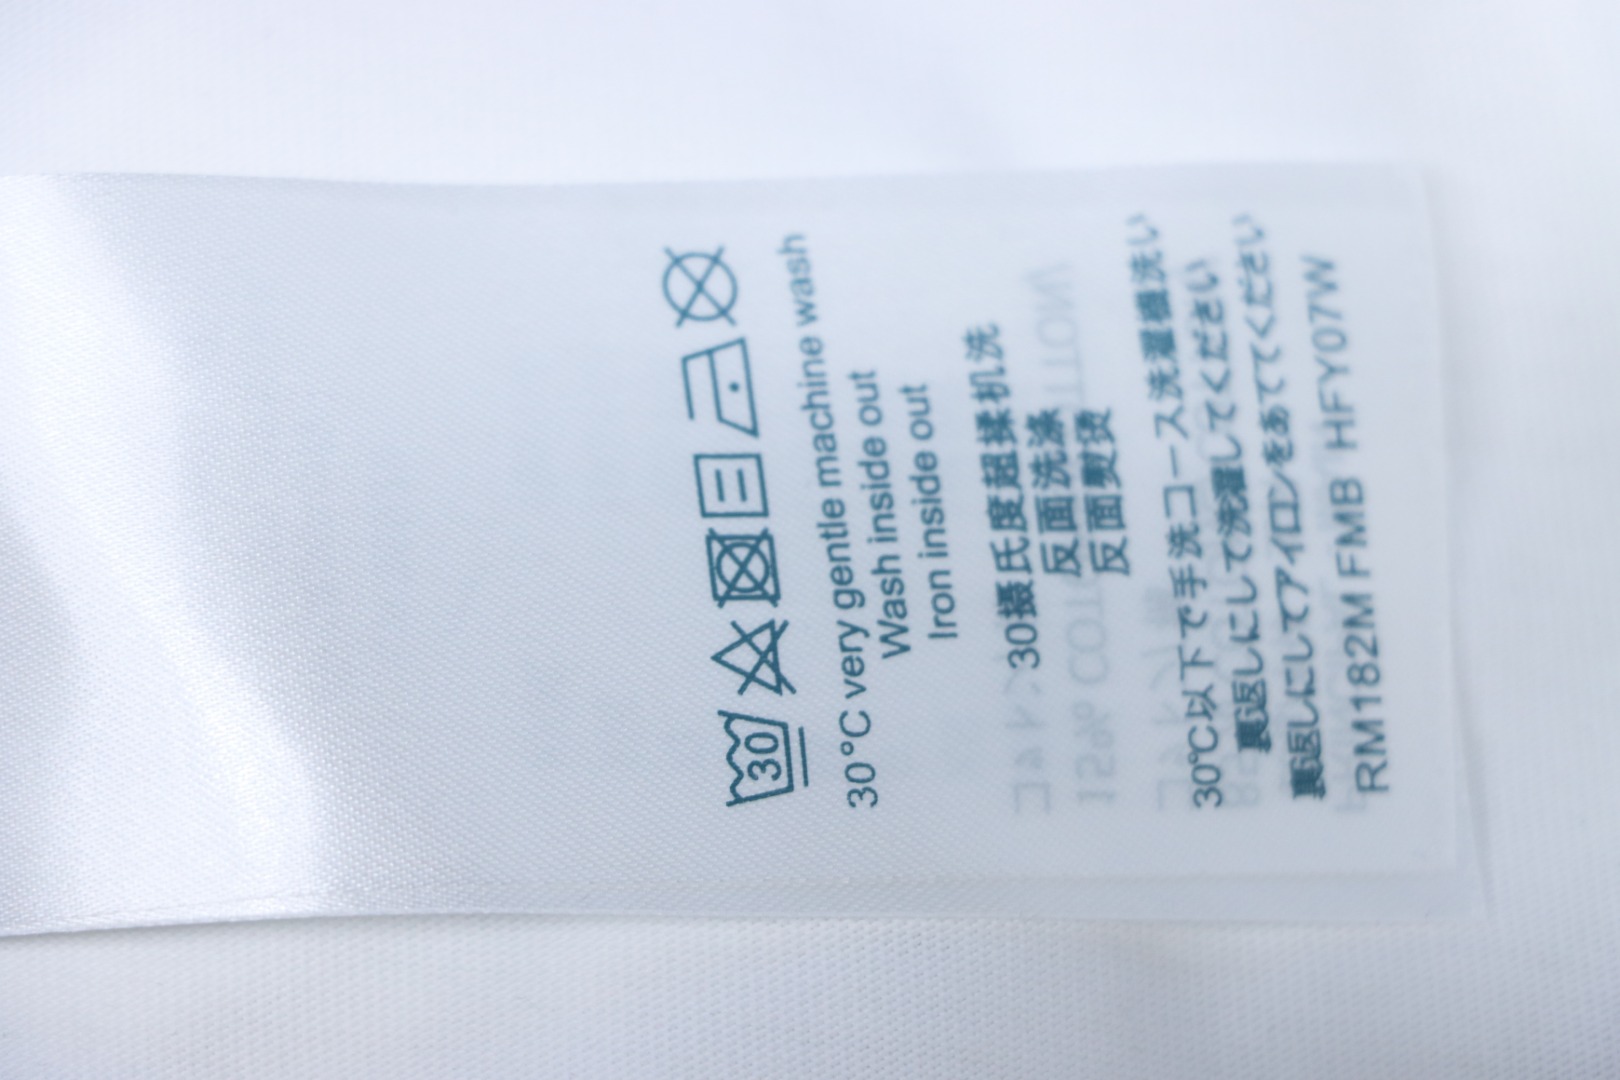 30
30°C very gentle machine wash
Wash inside out
Iron inside out
30摄氏度超揉机洗
反面洗涤
反面熨烫
30℃以下で手洗コース洗濯機洗い
裏返しにして洗濯してください
裏返しにしてアイロンをあててください
RM182M FMB HFY07W